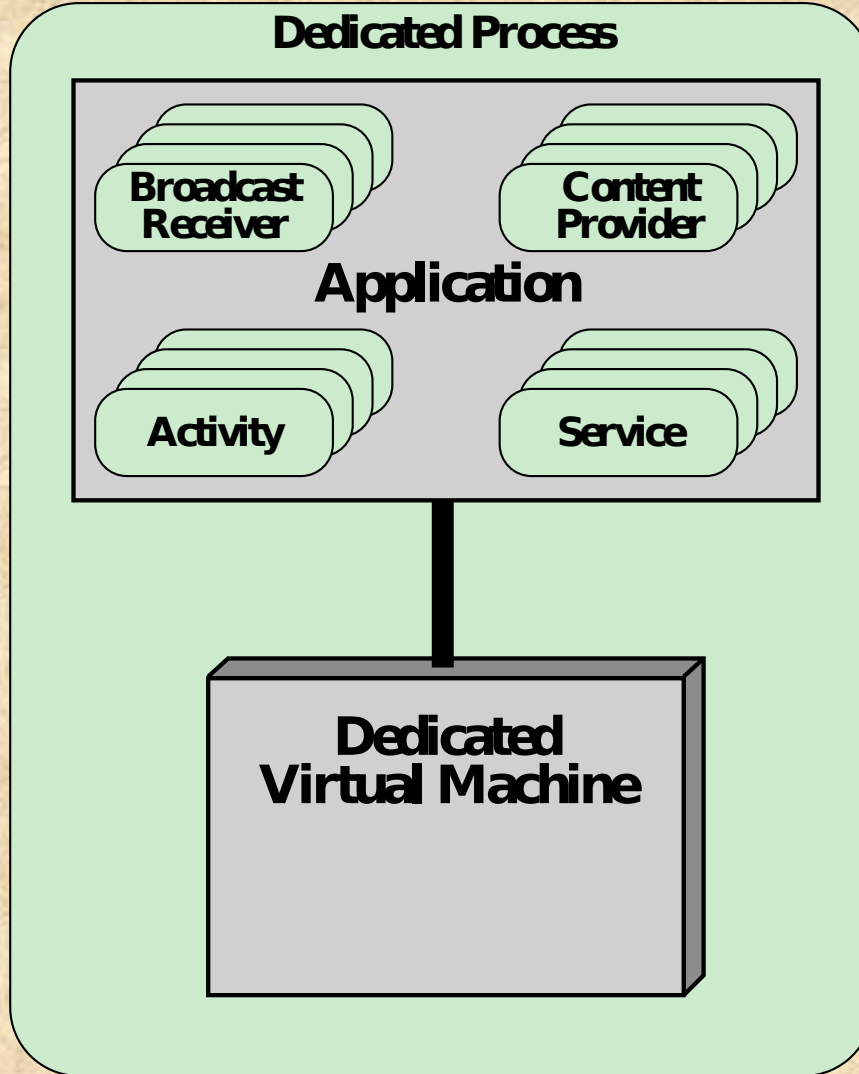 Dedicated Process
Broadcast
Receiver
Content
Provider
Application
Activity
Service
Dedicated
Virtual Machine